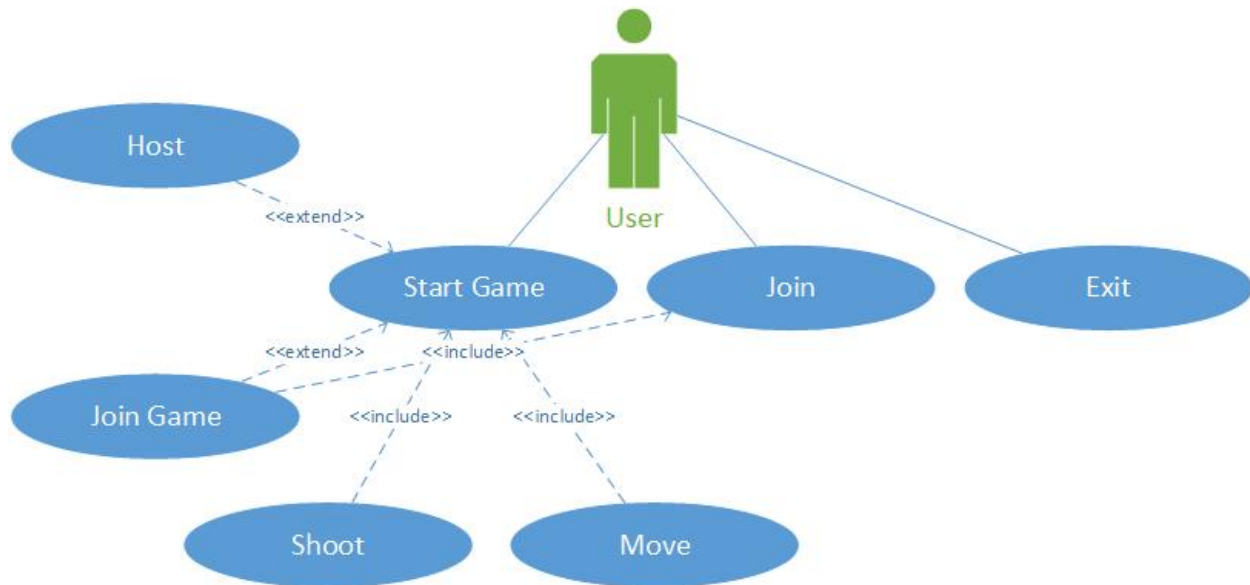 Host
<<extend>>
User
Start Game
Join
Exit
<<extend>>
<<include>>
Join Game
<<include>>
<<include>>
Shoot
Move